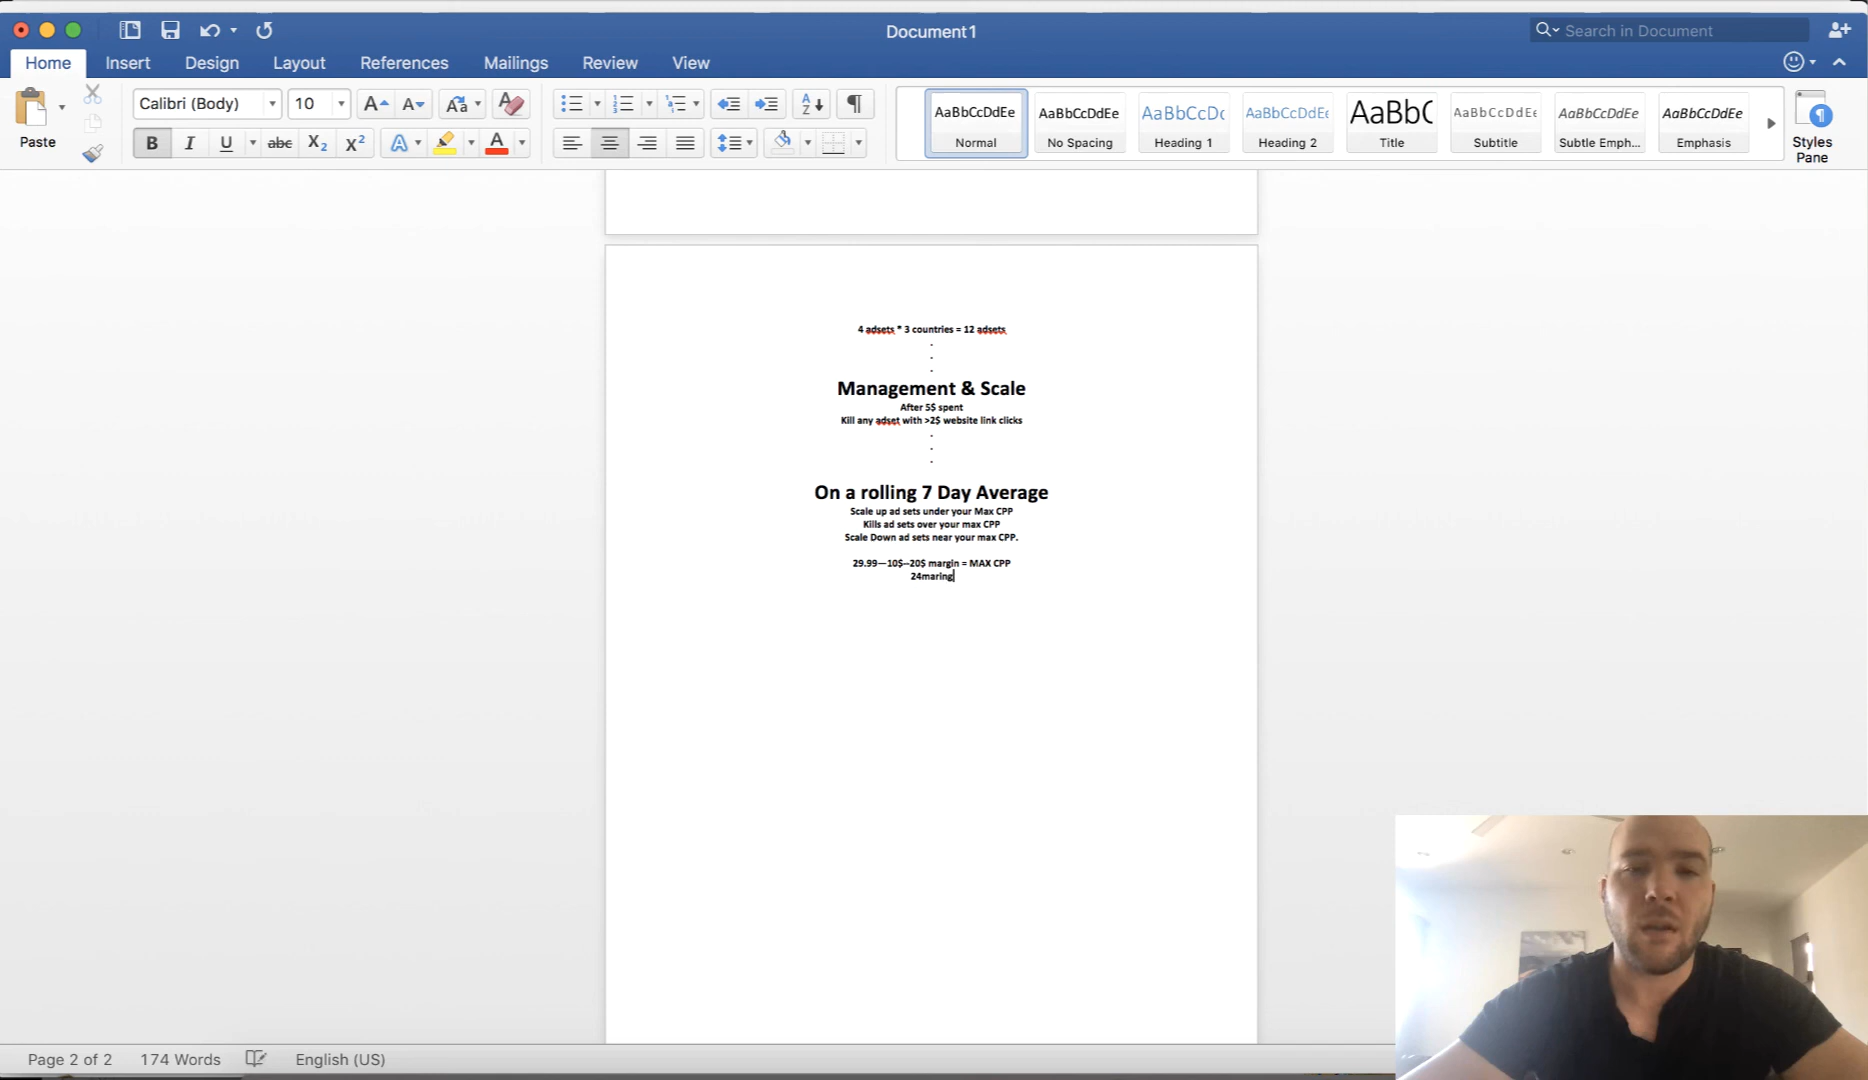 Document1
Search in Document
Home Insert Design Layout References Mailings Review View
Paste
Calibri (Body) 10
AaBbCcDdEe AaBbCcDdEe AaBbCcDc AaBbCcDdEe AaBbC AaBbCcDdEe AaBbCcDdEe AaBbCcDdEe
Normal No Spacing Heading 1 Heading 2 Title Subtitle Subtle Emph... Emphasis
Styles
Pane
4 adsets * 3 countries = 12 adsets
.
.
.
Management & Scale
After 5$ spent
Kill any adset with >2$ website link clicks
.
.
.
On a rolling 7 Day Average
Scale up ad sets under your Max CPP
Kills ad sets over your max CPP
Scale Down ad sets near your max CPP.
29.99—10$--20$ margin = MAX CPP
24maring
Page 2 of 2 174 Words English (US)